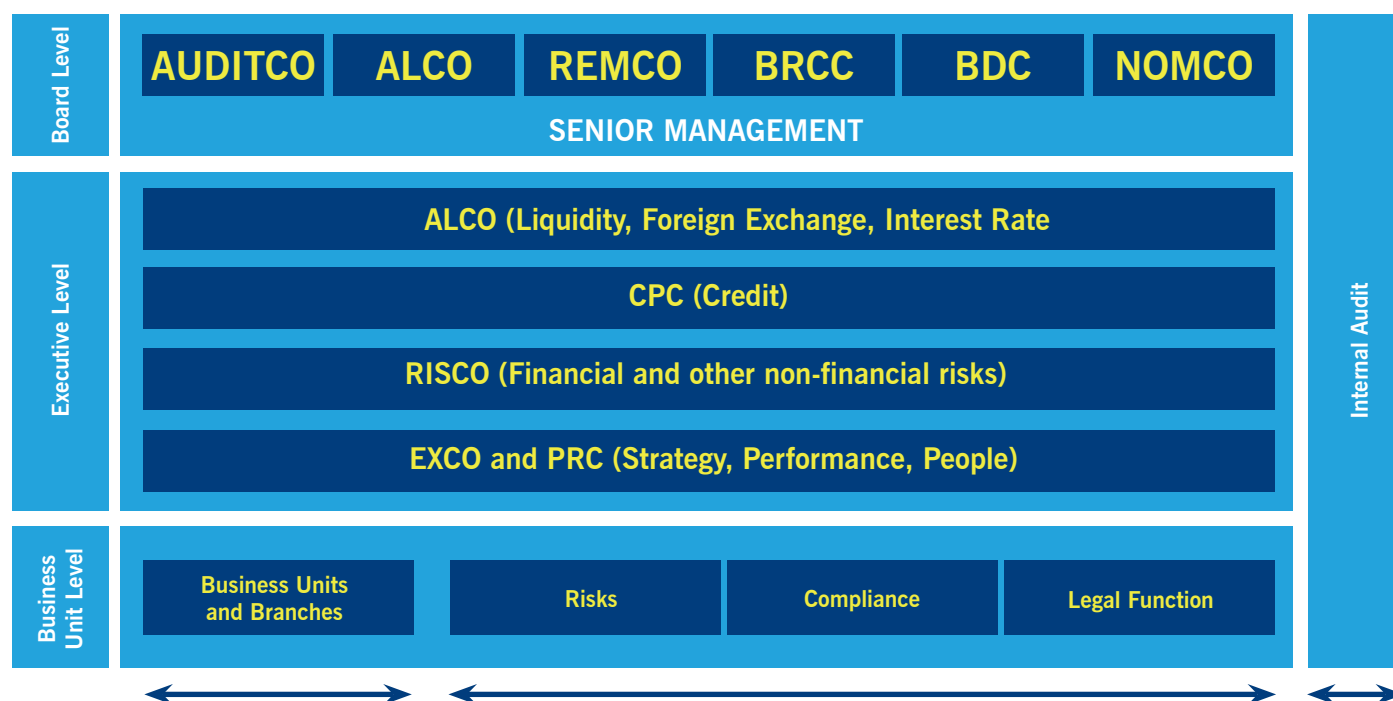 Board Level
AUDITCO
ALCO
REMCO
BRCC
BDC
NOMCO
SENIOR MANAGEMENT
Executive Level
ALCO (Liquidity, Foreign Exchange, Interest Rate
CPC (Credit)
RISCO (Financial and other non-financial risks)
EXCO and PRC (Strategy, Performance, People)
Business
Unit Level
Business Units
and Branches
Risks
Compliance
Legal Function
Internal Audit